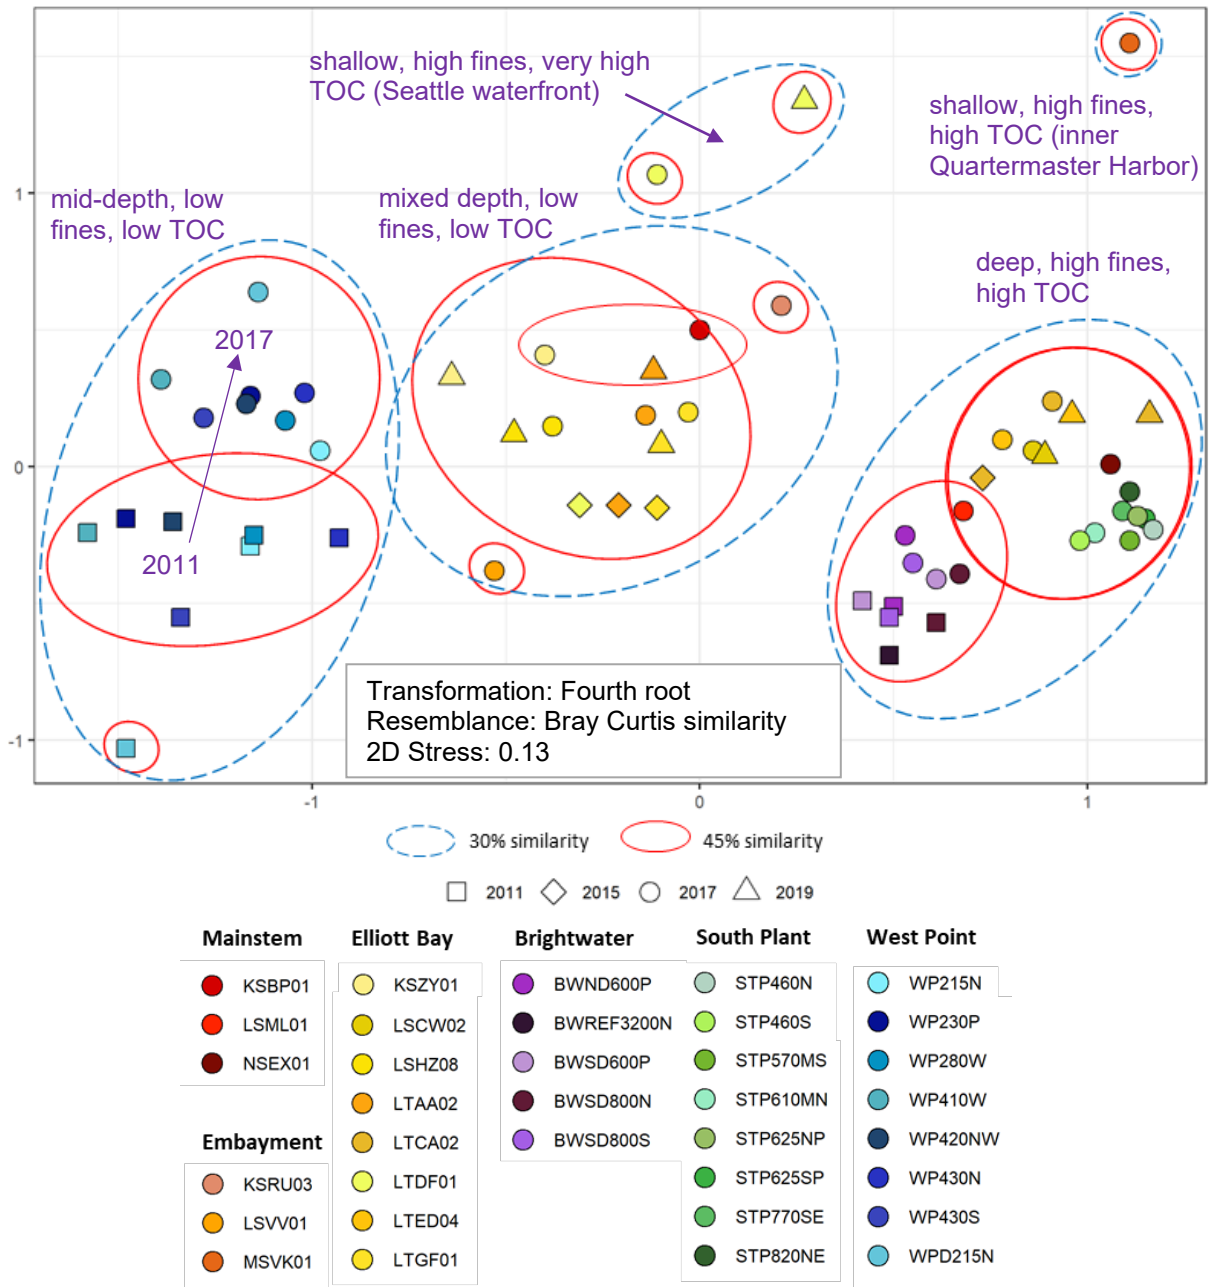 shallow, high fines, very high
TOC (Seattle waterfront)
shallow, high fines,
high TOC (inner
Quartermaster Harbor)
mid-depth, low
fines, low TOC
mixed depth, low
fines, low TOC
deep, high fines,
high TOC
2017
2011
1
0
-1
Transformation: Fourth root
Resemblance: Bray Curtis similarity
2D Stress: 0.13
-1
0
1
30% similarity
45% similarity
2011
2015
2017
2019
Mainstem
KSBP01
LSML01
NSEX01
Embayment
KSRU03
LSVV01
MSVK01
Elliott Bay
KSZY01
LSCW02
LSHZ08
LTAA02
LTCA02
LTDF01
LTED04
LTGF01
Brightwater
BWND600P
BWREF3200N
BWSD600P
BWSD800N
BWSD800S
South Plant
STP460N
STP460S
STP570MS
STP610MN
STP625NP
STP625SP
STP770SE
STP820NE
West Point
WP215N
WP230P
WP280W
WP410W
WP420NW
WP430N
WP430S
WPD215N